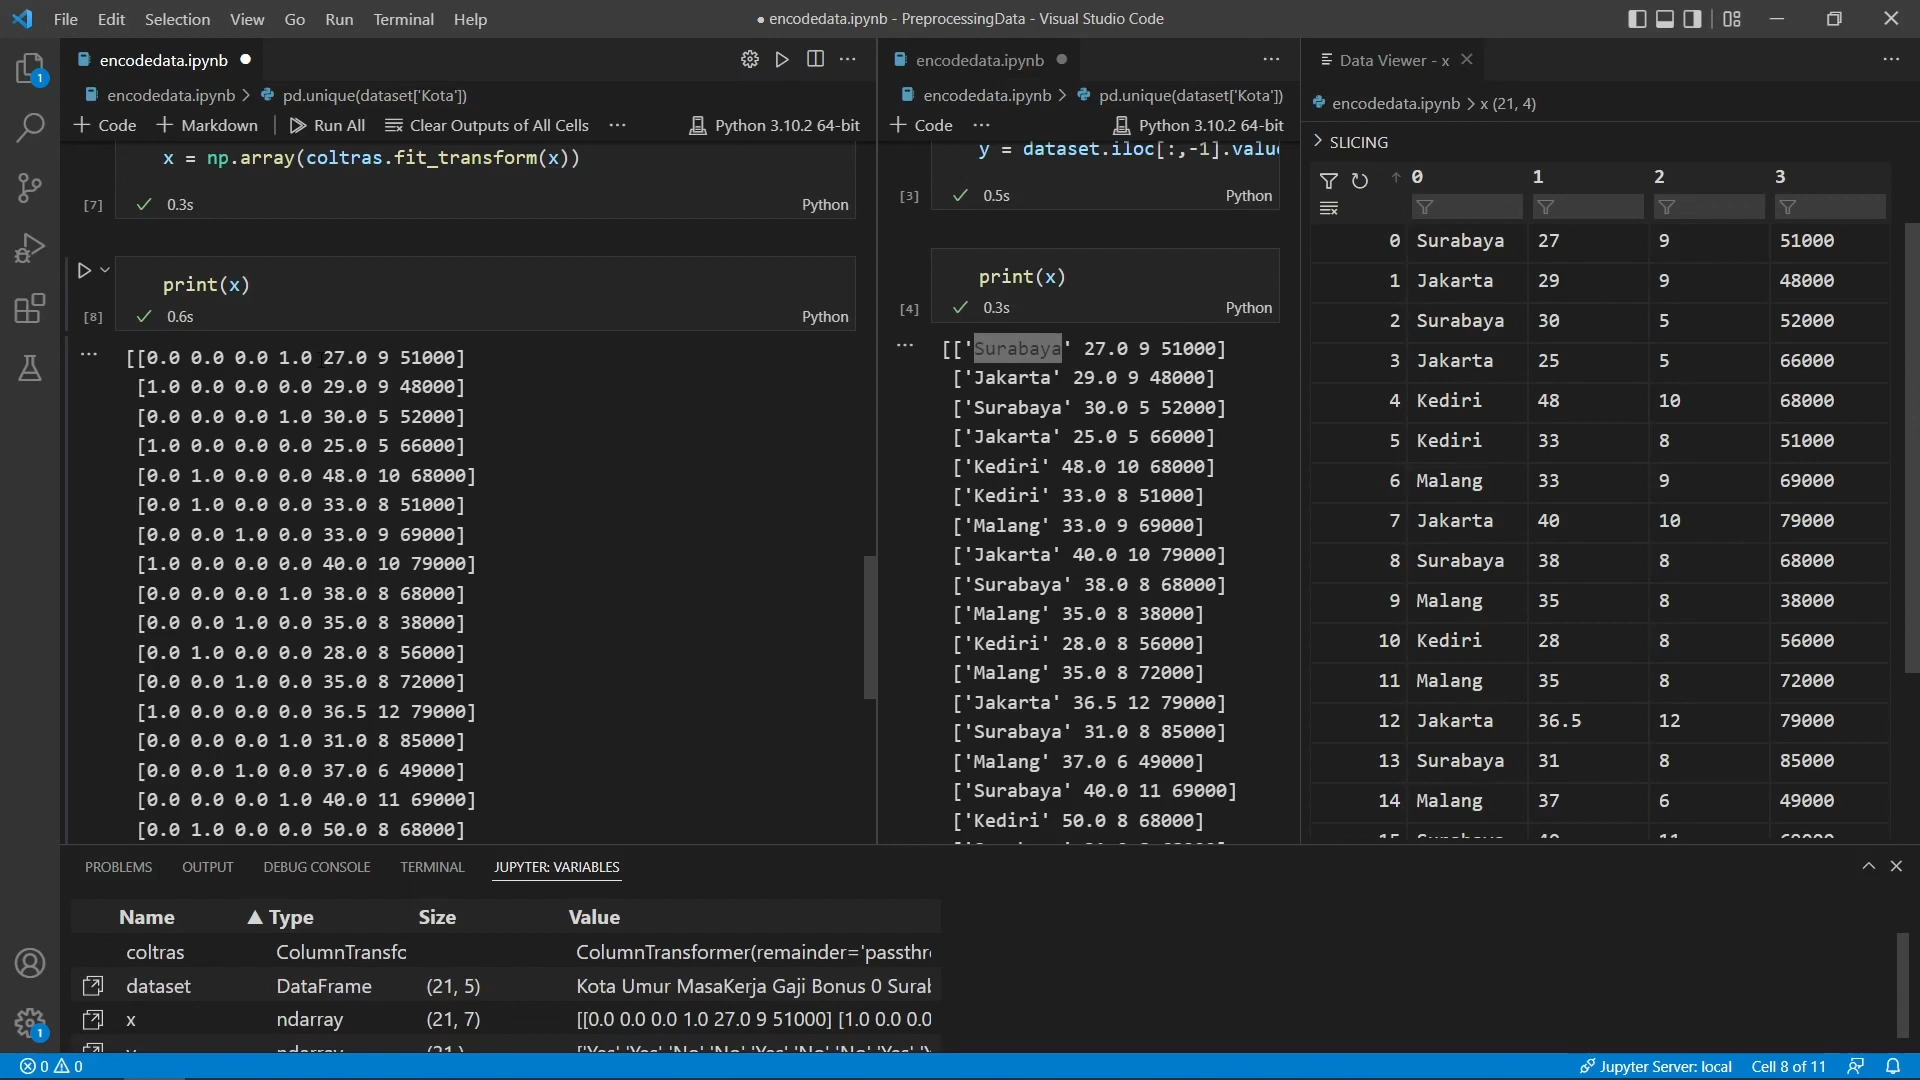 File Edit Selection View Go Run Terminal Help
● encodedata.ipynb - PreprocessingData - Visual Studio Code
encodedata.ipynb ●
encodedata.ipynb > pd.unique(dataset['Kota'])
+ Code + Markdown | Run All Clear Outputs of All Cells ··· Python 3.10.2 64-bit
x = np.array(coltras.fit_transform(x))
[7] ✓ 0.3s Python
print(x)
[8] ✓ 0.6s Python
[[0.0 0.0 0.0 1.0 27.0 9 51000]
[1.0 0.0 0.0 0.0 29.0 9 48000]
[0.0 0.0 0.0 1.0 30.0 5 52000]
[1.0 0.0 0.0 0.0 25.0 5 66000]
[0.0 1.0 0.0 0.0 48.0 10 68000]
[0.0 1.0 0.0 0.0 33.0 8 51000]
[0.0 0.0 1.0 0.0 33.0 9 69000]
[1.0 0.0 0.0 0.0 40.0 10 79000]
[0.0 0.0 0.0 1.0 38.0 8 68000]
[0.0 0.0 1.0 0.0 35.0 8 38000]
[0.0 1.0 0.0 0.0 28.0 8 56000]
[0.0 0.0 1.0 0.0 35.0 8 72000]
[1.0 0.0 0.0 0.0 36.5 12 79000]
[0.0 0.0 0.0 1.0 31.0 8 85000]
[0.0 0.0 1.0 0.0 37.0 6 49000]
[0.0 0.0 0.0 1.0 40.0 11 69000]
[0.0 1.0 0.0 0.0 50.0 8 68000]
encodedata.ipynb ●
encodedata.ipynb > pd.unique(dataset['Kota'])
+ Code ··· Python 3.10.2 64-bit
y = dataset.iloc[:,-1].valu
[3] ✓ 0.5s Python
print(x)
[4] ✓ 0.3s Python
[['Surabaya' 27.0 9 51000]
['Jakarta' 29.0 9 48000]
['Surabaya' 30.0 5 52000]
['Jakarta' 25.0 5 66000]
['Kediri' 48.0 10 68000]
['Kediri' 33.0 8 51000]
['Malang' 33.0 9 69000]
['Jakarta' 40.0 10 79000]
['Surabaya' 38.0 8 68000]
['Malang' 35.0 8 38000]
['Kediri' 28.0 8 56000]
['Malang' 35.0 8 72000]
['Jakarta' 36.5 12 79000]
['Surabaya' 31.0 8 85000]
['Malang' 37.0 6 49000]
['Surabaya' 40.0 11 69000]
['Kediri' 50.0 8 68000]
Data Viewer - x
encodedata.ipynb > x (21, 4)
SLICING
0 1 2 3
0 Surabaya 27 9 51000
1 Jakarta 29 9 48000
2 Surabaya 30 5 52000
3 Jakarta 25 5 66000
4 Kediri 48 10 68000
5 Kediri 33 8 51000
6 Malang 33 9 69000
7 Jakarta 40 10 79000
8 Surabaya 38 8 68000
9 Malang 35 8 38000
10 Kediri 28 8 56000
11 Malang 35 8 72000
12 Jakarta 36.5 12 79000
13 Surabaya 31 8 85000
14 Malang 37 6 49000
PROBLEMS OUTPUT DEBUG CONSOLE TERMINAL JUPYTER: VARIABLES
Name ▲ Type Size Value
coltras ColumnTransfc ColumnTransformer(remainder='passthr
dataset DataFrame (21, 5) Kota Umur MasaKerja Gaji Bonus 0 Surab
x ndarray (21, 7) [[0.0 0.0 0.0 1.0 27.0 9 51000] [1.0 0.0 0.0
0 0 Jupyter Server: local Cell 8 of 11
1
1